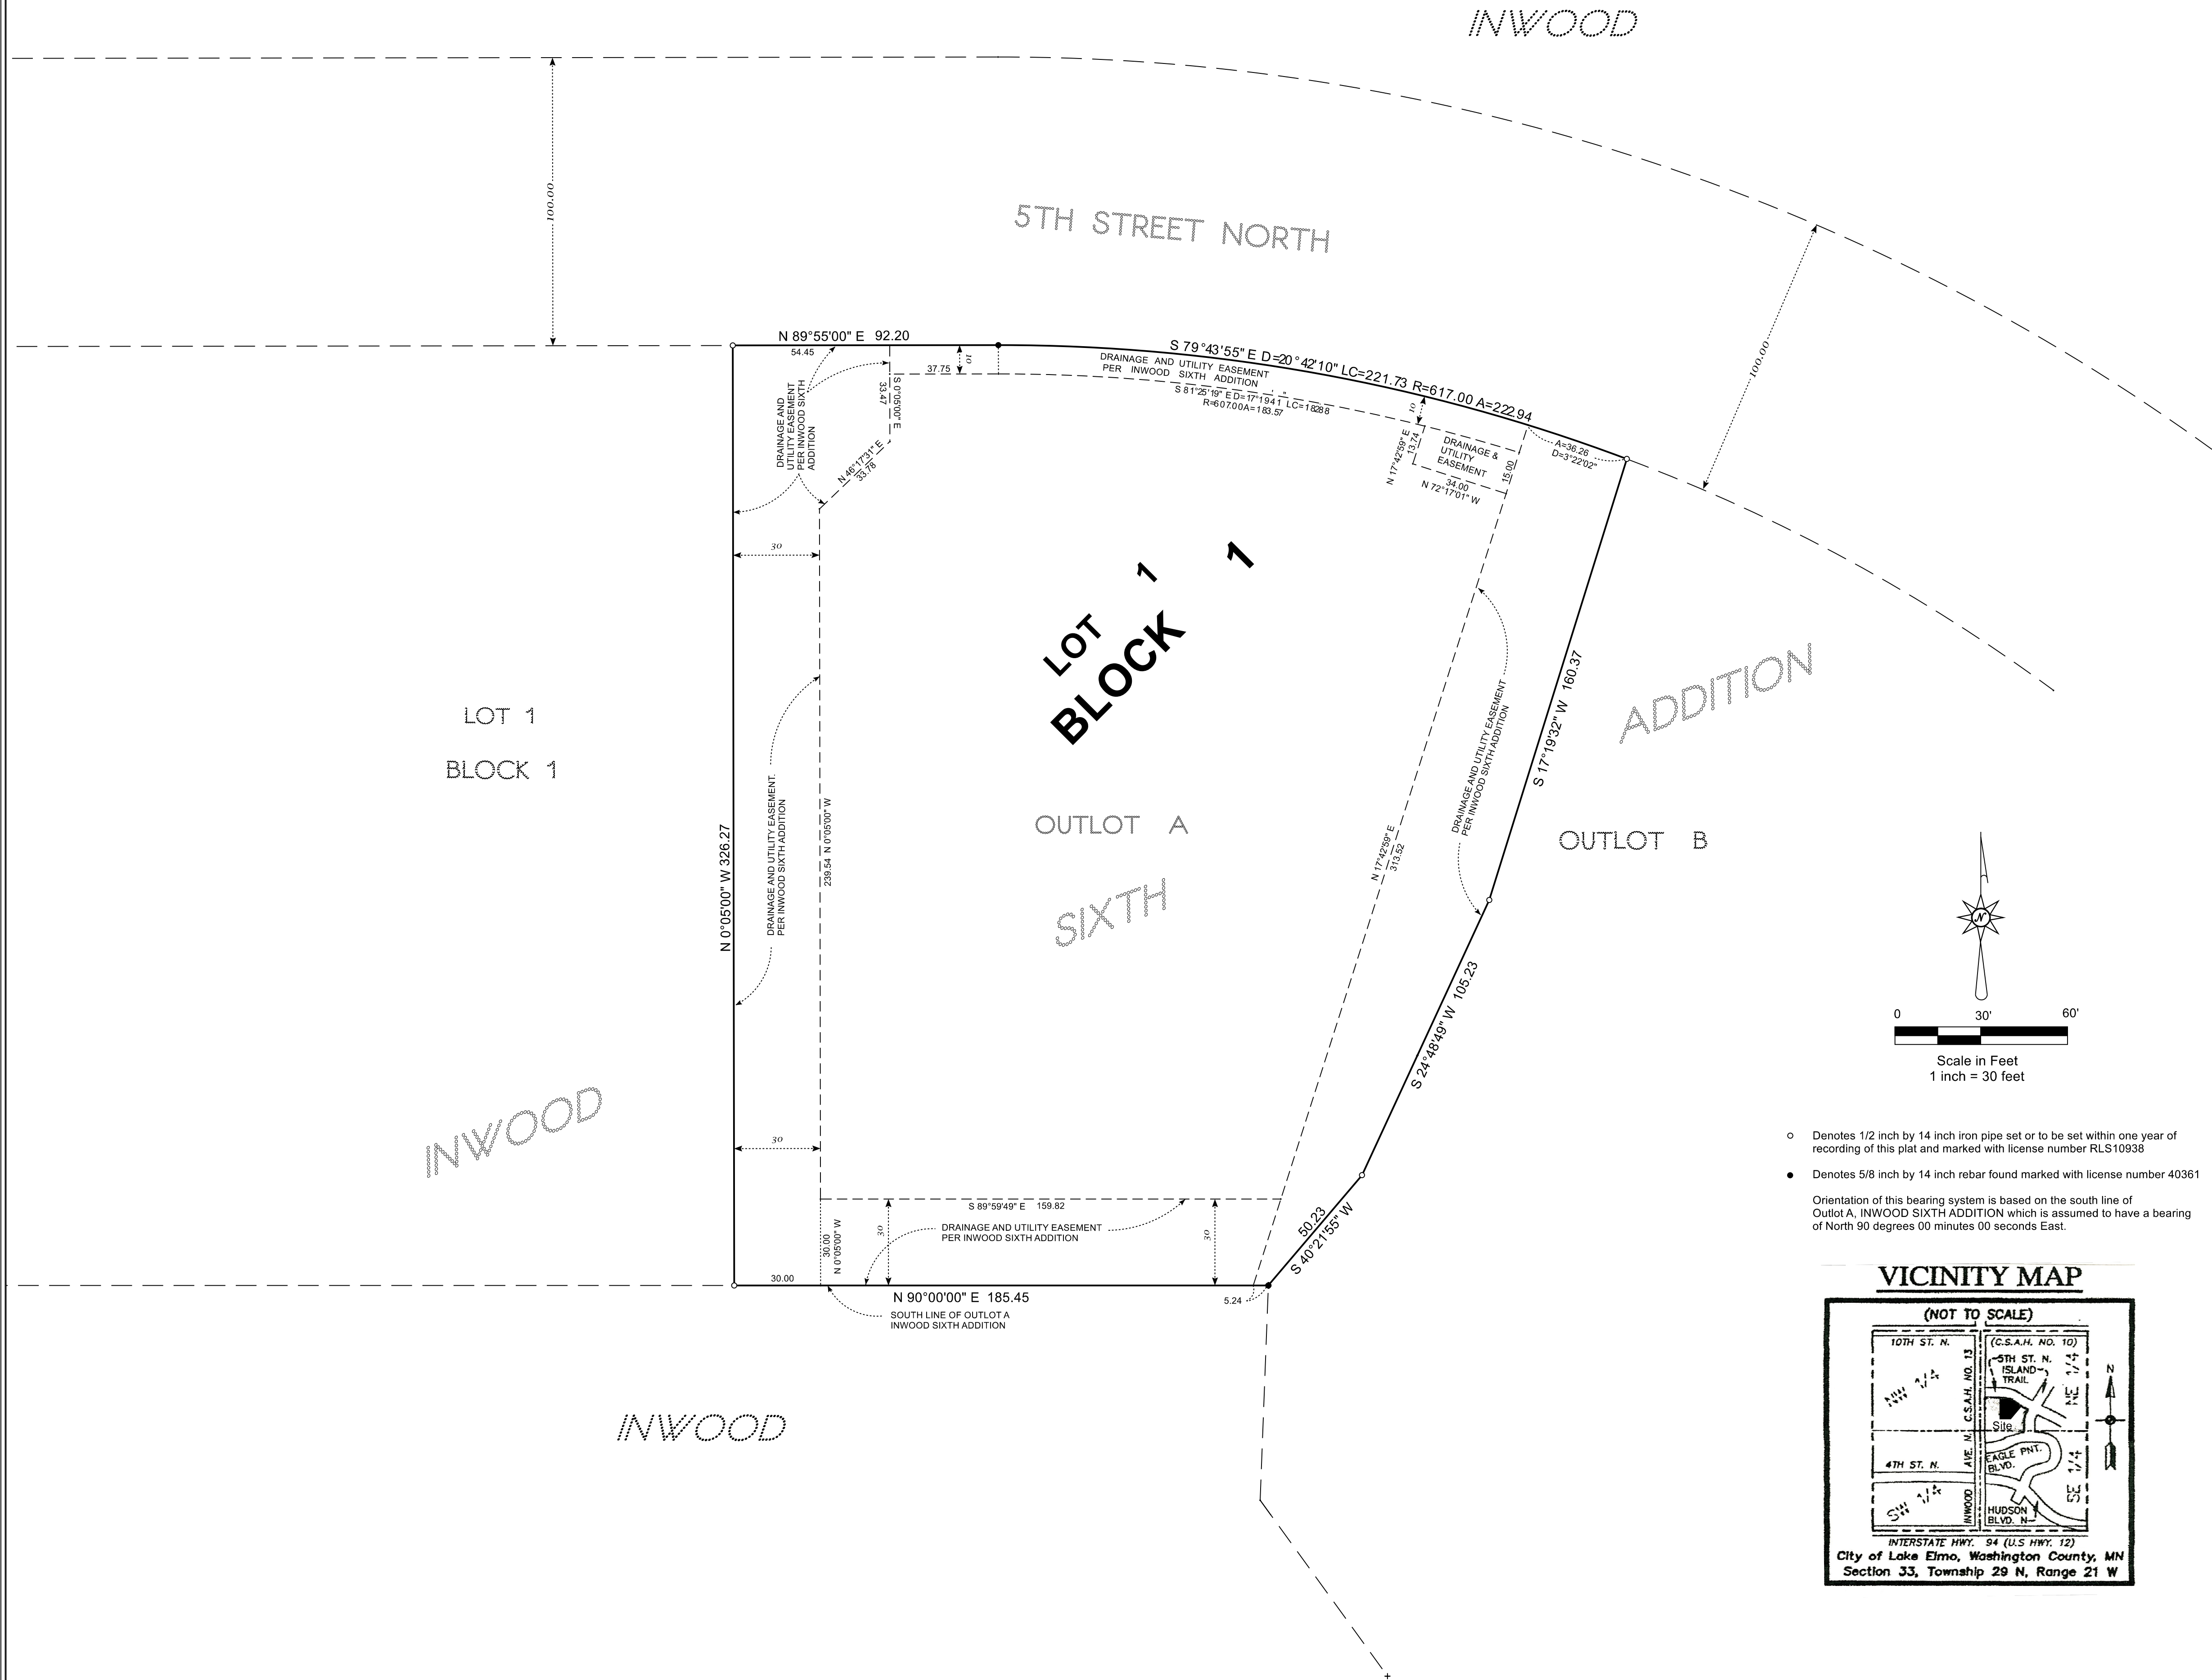 INWOOD
100.00
5TH STREET NORTH
100.00
N 89°55'00" E 92.20
54.45
37.75
10
S 79°43'55" E D=20°42'10" LC=221.73 R=617.00 A=222.94
DRAINAGE AND UTILITY EASEMENT
PER INWOOD SIXTH ADDITION
S 81°25'19" E D=17°19'41" LC=182.88
R=607.00 A=183.57
10
A=36.26
D=3°22'02"
S 0°05'00" E
33.47
DRAINAGE AND
UTILITY EASEMENT
PER INWOOD SIXTH
ADDITION
N 46°17'31" E
33.78
N 17°42'59" E
13.74
DRAINAGE &
UTILITY
EASEMENT
15.00
34.00
N 72°17'01" W
30
LOT 1
BLOCK 1
LOT 1
BLOCK 1
OUTLOT A
SIXTH
ADDITION
OUTLOT B
INWOOD
N 0°05'00" W 326.27
DRAINAGE AND UTILITY EASEMENT.
PER INWOOD SIXTH ADDITION
239.54 N 0°05'00" W
N 17°42'59" E
313.52
DRAINAGE AND UTILITY EASEMENT
PER INWOOD SIXTH ADDITION
S 17°19'32" W 160.37
S 24°48'49" W 105.23
50.23
S 40°21'55" W
30
S 89°59'49" E 159.82
30.00
N 0°05'00" W
30
DRAINAGE AND UTILITY EASEMENT
PER INWOOD SIXTH ADDITION
30
30.00
N 90°00'00" E 185.45
5.24
SOUTH LINE OF OUTLOT A
INWOOD SIXTH ADDITION
INWOOD
N
0 30' 60'
Scale in Feet
1 inch = 30 feet
Denotes 1/2 inch by 14 inch iron pipe set or to be set within one year of
recording of this plat and marked with license number RLS10938
Denotes 5/8 inch by 14 inch rebar found marked with license number 40361
Orientation of this bearing system is based on the south line of
Outlot A, INWOOD SIXTH ADDITION which is assumed to have a bearing
of North 90 degrees 00 minutes 00 seconds East.
VICINITY MAP
(NOT TO SCALE)
10TH ST. N.
(C.S.A.H. NO. 10)
5TH ST. N.
ISLAND
TRAIL
NW 1/4
NE 1/4
C.S.A.H. NO. 13
N
Site
AVE. N.
EAGLE PNT.
BLVD.
4TH ST. N.
SW 1/4
SE 1/4
INWOOD
HUDSON
BLVD. N
INTERSTATE HWY. 94 (U.S HWY. 12)
City of Lake Elmo, Washington County, MN
Section 33, Township 29 N, Range 21 W